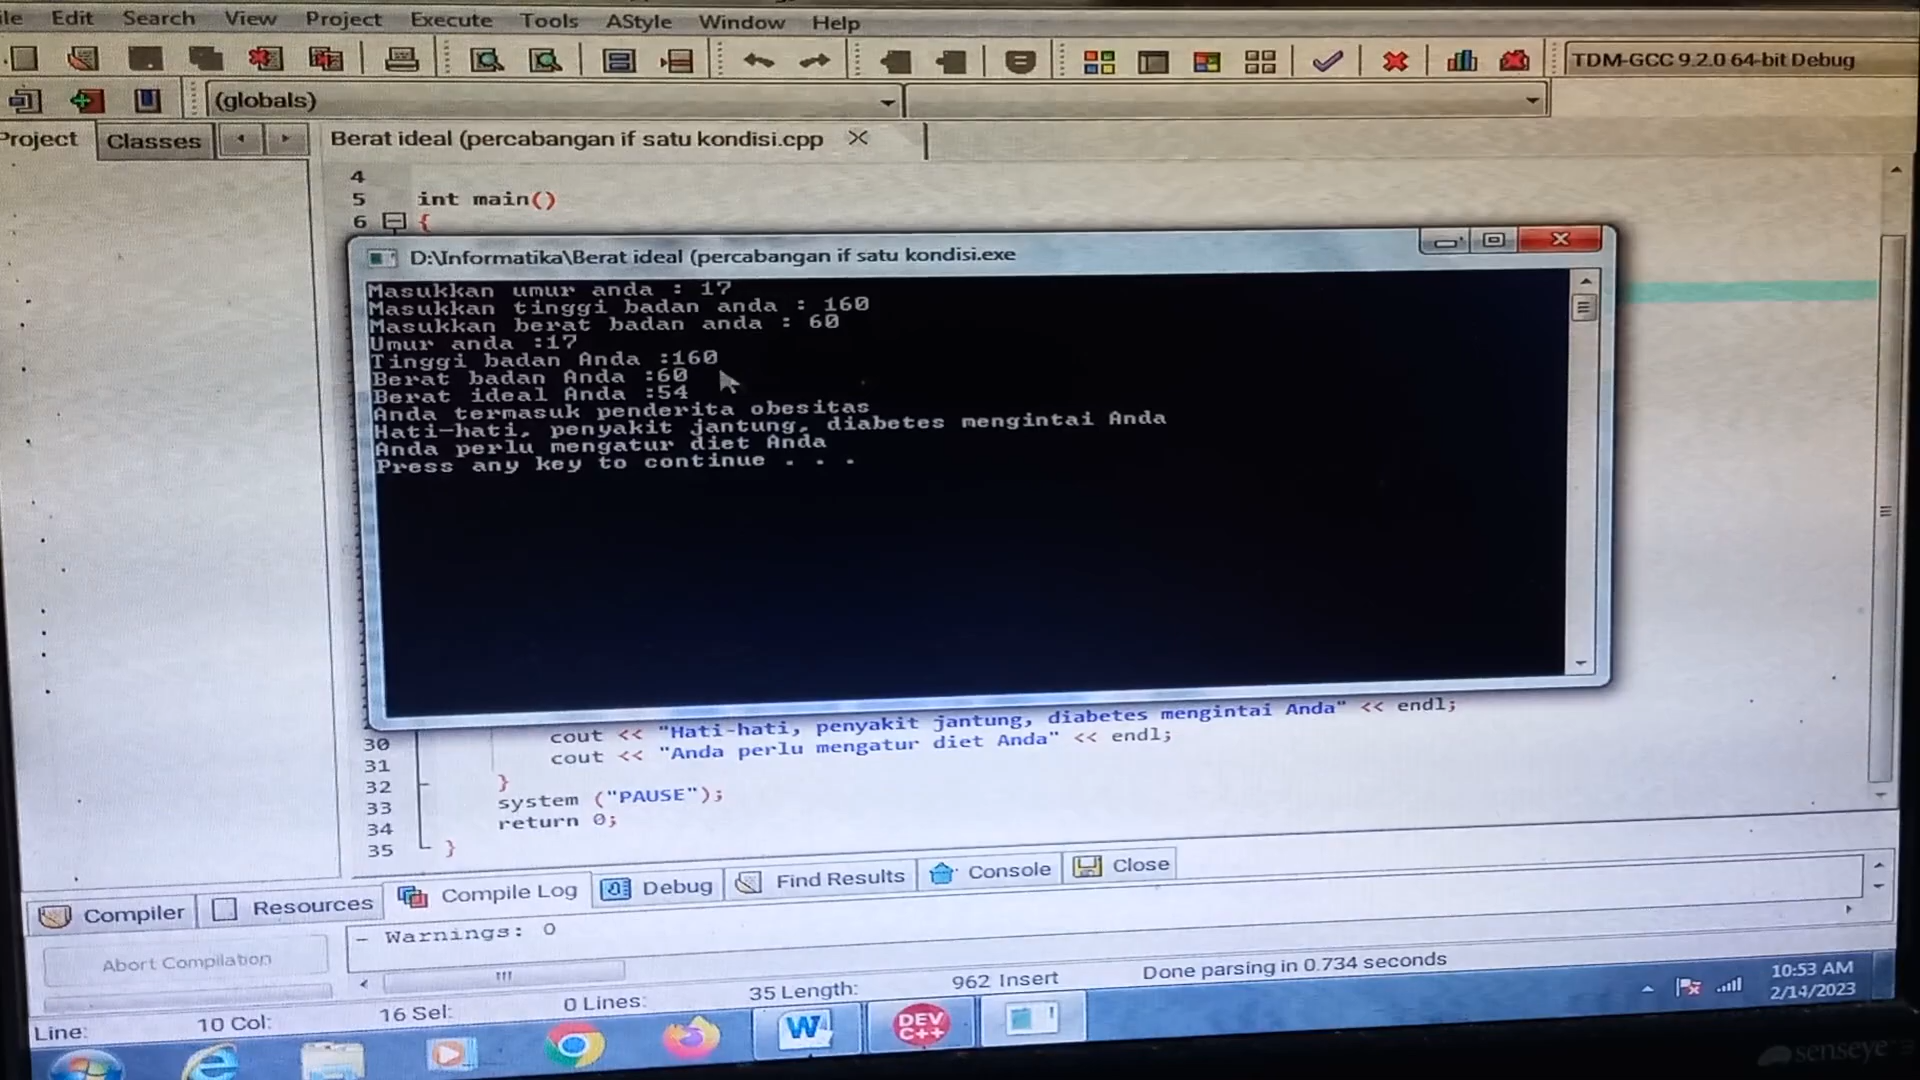 Edit Search View Project Execute Tools AStyle Window Help
TDM-GCC 9.2.0 64-bit Debug
(globals)
Project Classes Berat ideal (percabangan if satu kondisi.cpp
4
5 int main()
6 {
D:\Informatika\Berat ideal (percabangan if satu kondisi.exe
Masukkan umur anda : 17
Masukkan tinggi badan anda : 160
Masukkan berat badan anda : 60
Umur anda :17
Tinggi badan Anda :160
Berat badan Anda :60
Berat ideal Anda :54
Anda termasuk penderita obesitas
Hati-hati, penyakit jantung, diabetes mengintai Anda
Anda perlu mengatur diet Anda
Press any key to continue . . .
30 cout << "Hati-hati, penyakit jantung, diabetes mengintai Anda" << endl;
31 cout << "Anda perlu mengatur diet Anda" << endl;
32 }
33 system ("PAUSE");
34 return 0;
35 }
Compiler Resources Compile Log Debug Find Results Console Close
- Warnings: 0
Abort Compilation
Line: 10 Col: 16 Sel: 0 Lines: 35 Length: 962 Insert Done parsing in 0.734 seconds
10:53 AM
2/14/2023
W
DEV
C++
senseye